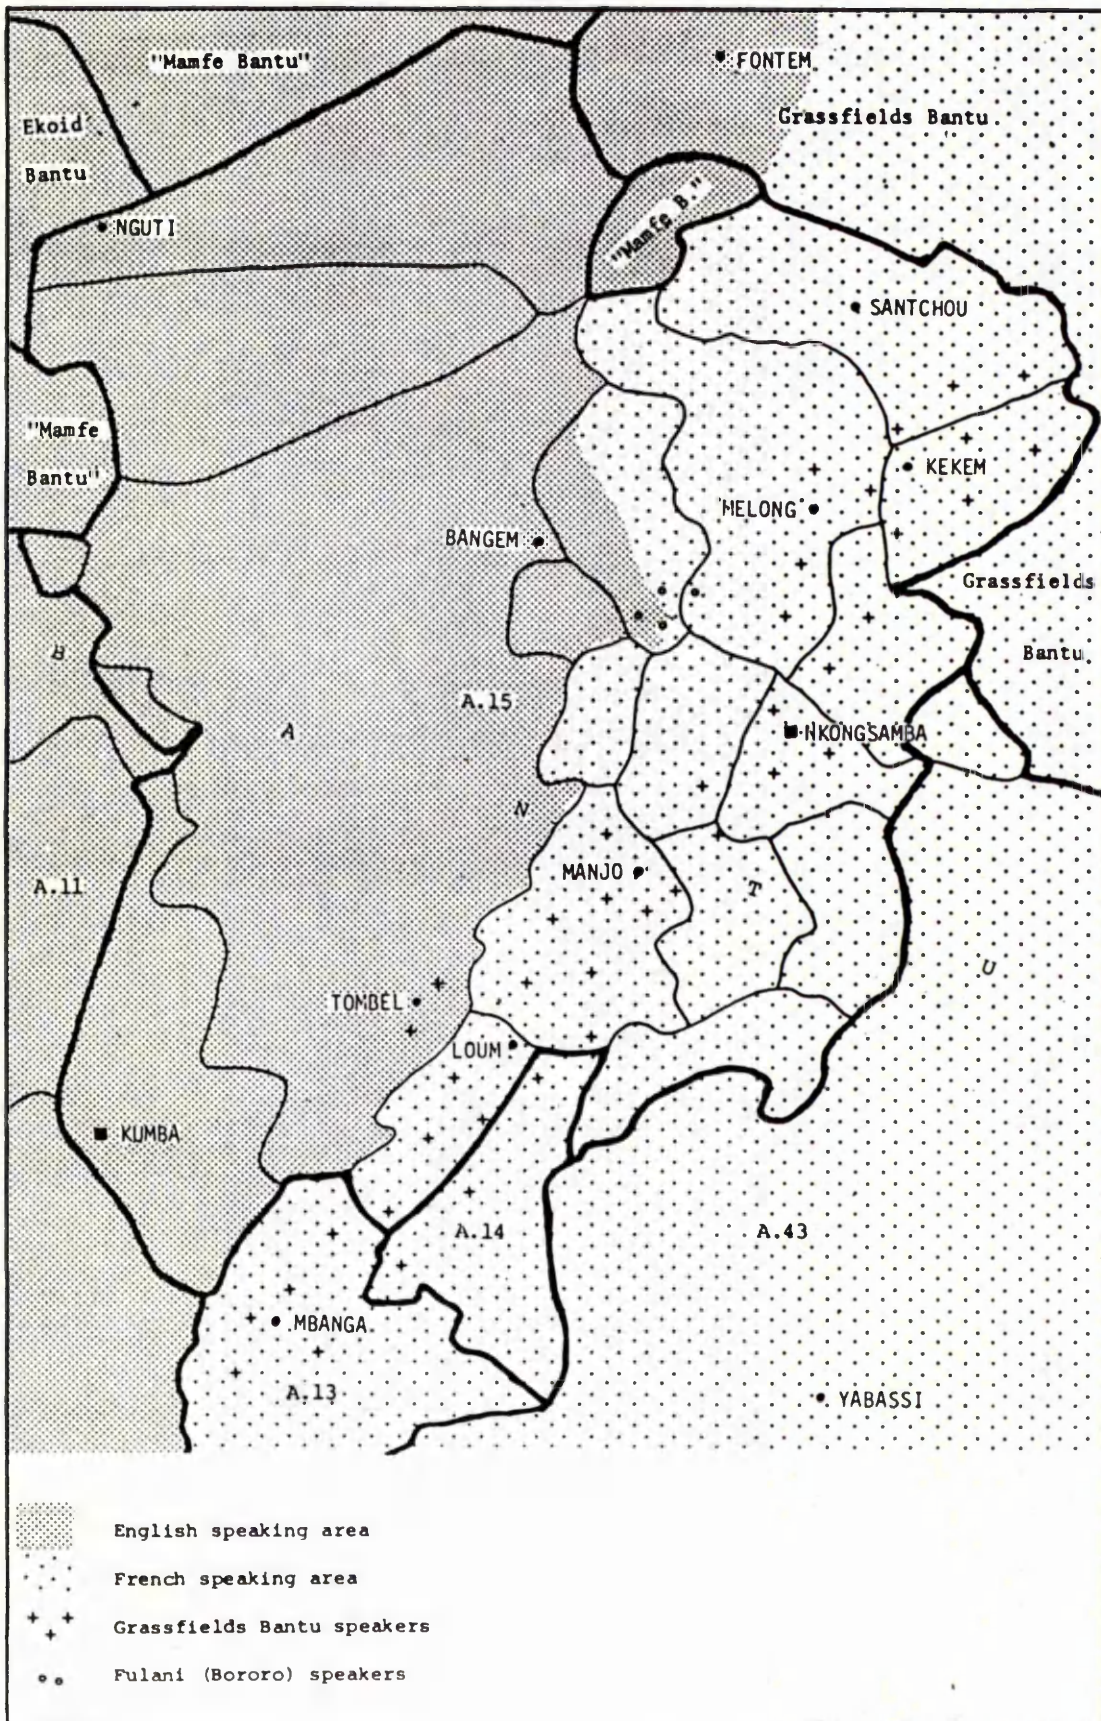 "Mamfe Bantu"
FONTEM
Ekoid
Bantu
Grassfields Bantu
NGUTI
"Mamfe B."
SANTCHOU
"Mamfe
Bantu"
KEKEM
MELONG
BANGEM
Grassfields
Bantu
B
A.15
A
NKONGSAMBA
N
MANJO
A.11
T
U
TOMBEL
LOUM
KUMBA
A.14
A.43
MBANGA
A.13
YABASSI
English speaking area
French speaking area
Grassfields Bantu speakers
Fulani (Bororo) speakers